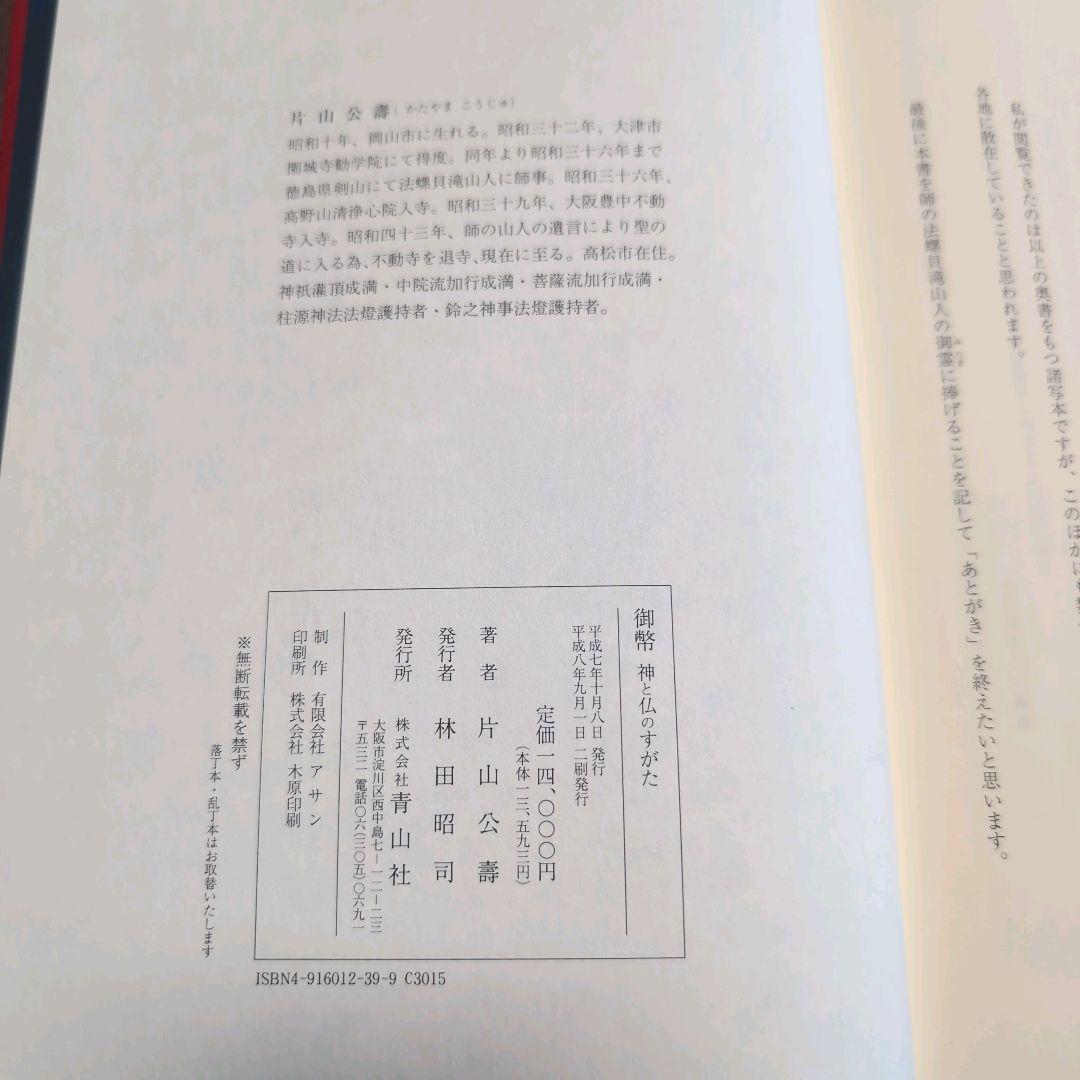 私が閲覧できたのは以上の奥書をもつ諸写本ですが、このほかにも
各地に散在していることと思われます。
最後に本書を師の法螺貝滝山人の御霊に捧げることを記して「あとがき」を終えたいと思います。
片山公壽(かたやま こうじゅ)
昭和十年、岡山市に生れる。昭和三十二年、大津市
園城寺勧学院にて得度。同年より昭和三十六年まで
徳島県剣山にて法螺貝滝山人に師事。昭和三十六年、
高野山清浄心院入寺。昭和三十九年、大阪豊中不動
寺入寺。昭和四十三年、師の山人の遺言により聖の
道に入る為、不動寺を退寺、現在に至る。高松市在住。
神祇灌頂成満・中院流加行成満・菩薩流加行成満・
柱源神法法燈護持者・鈴之神事法燈護持者。
御幣 神と仏のすがた
平成七年十月八日 発行
平成八年九月一日 二刷発行
定価一四、〇〇〇円
(本体一三、五九三円)
著者 片山公壽
発行者 林田昭司
発行所 株式会社 青山社
大阪市淀川区西中島七-一二-二三
〒五三二 電話〇六(三〇五)〇六九一
制作 有限会社 アサン
印刷所 株式会社 木原印刷
※無断転載を禁ず
落丁本・乱丁本はお取替いたします
ISBN4-916012-39-9 C3015